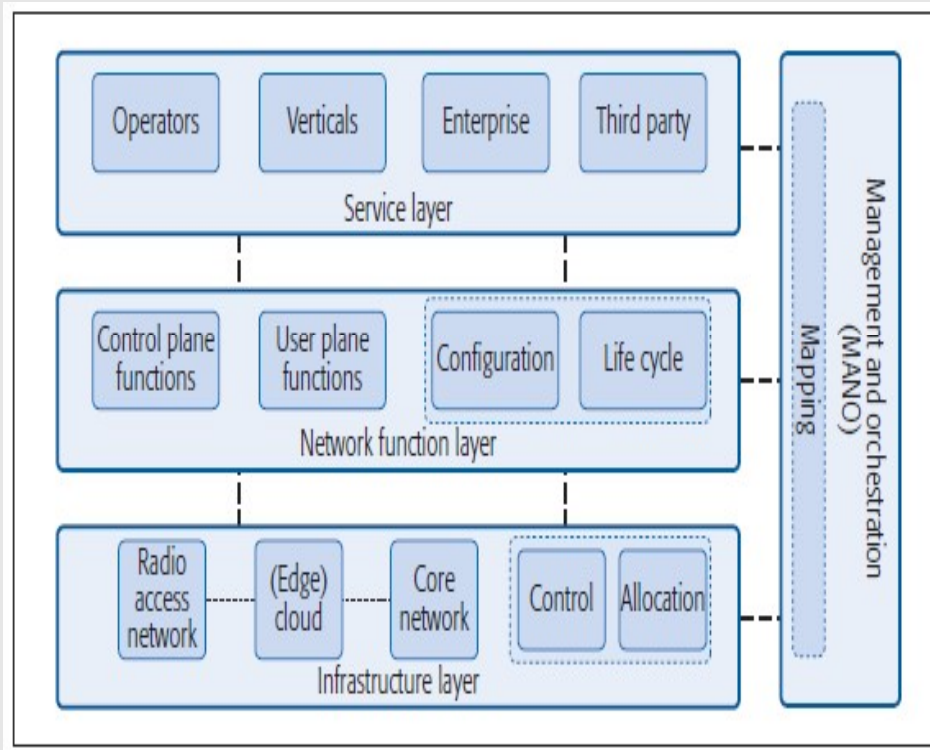 Operators
Verticals
Enterprise
Third party
Service layer
Control plane
functions
User plane
functions
Configuration
Life cycle
Network function layer
Radio
access
network
(Edge)
cloud
Core
network
Control
Allocation
Infrastructure layer
Mapping
Management and orchestration
(MANO)